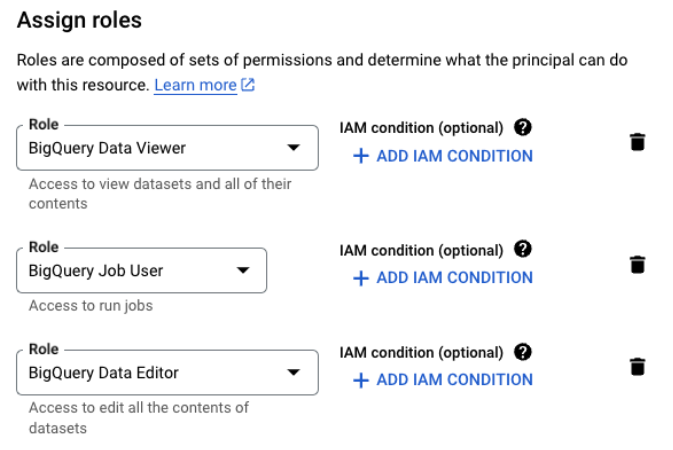 Assign roles
Roles are composed of sets of permissions and determine what the principal can do
with this resource. Learn more
Role
BigQuery Data Viewer
IAM condition (optional)
ADD IAM CONDITION
Access to view datasets and all of their
contents
Role
BigQuery Job User
IAM condition (optional)
ADD IAM CONDITION
Access to run jobs
Role
BigQuery Data Editor
IAM condition (optional)
ADD IAM CONDITION
Access to edit all the contents of
datasets